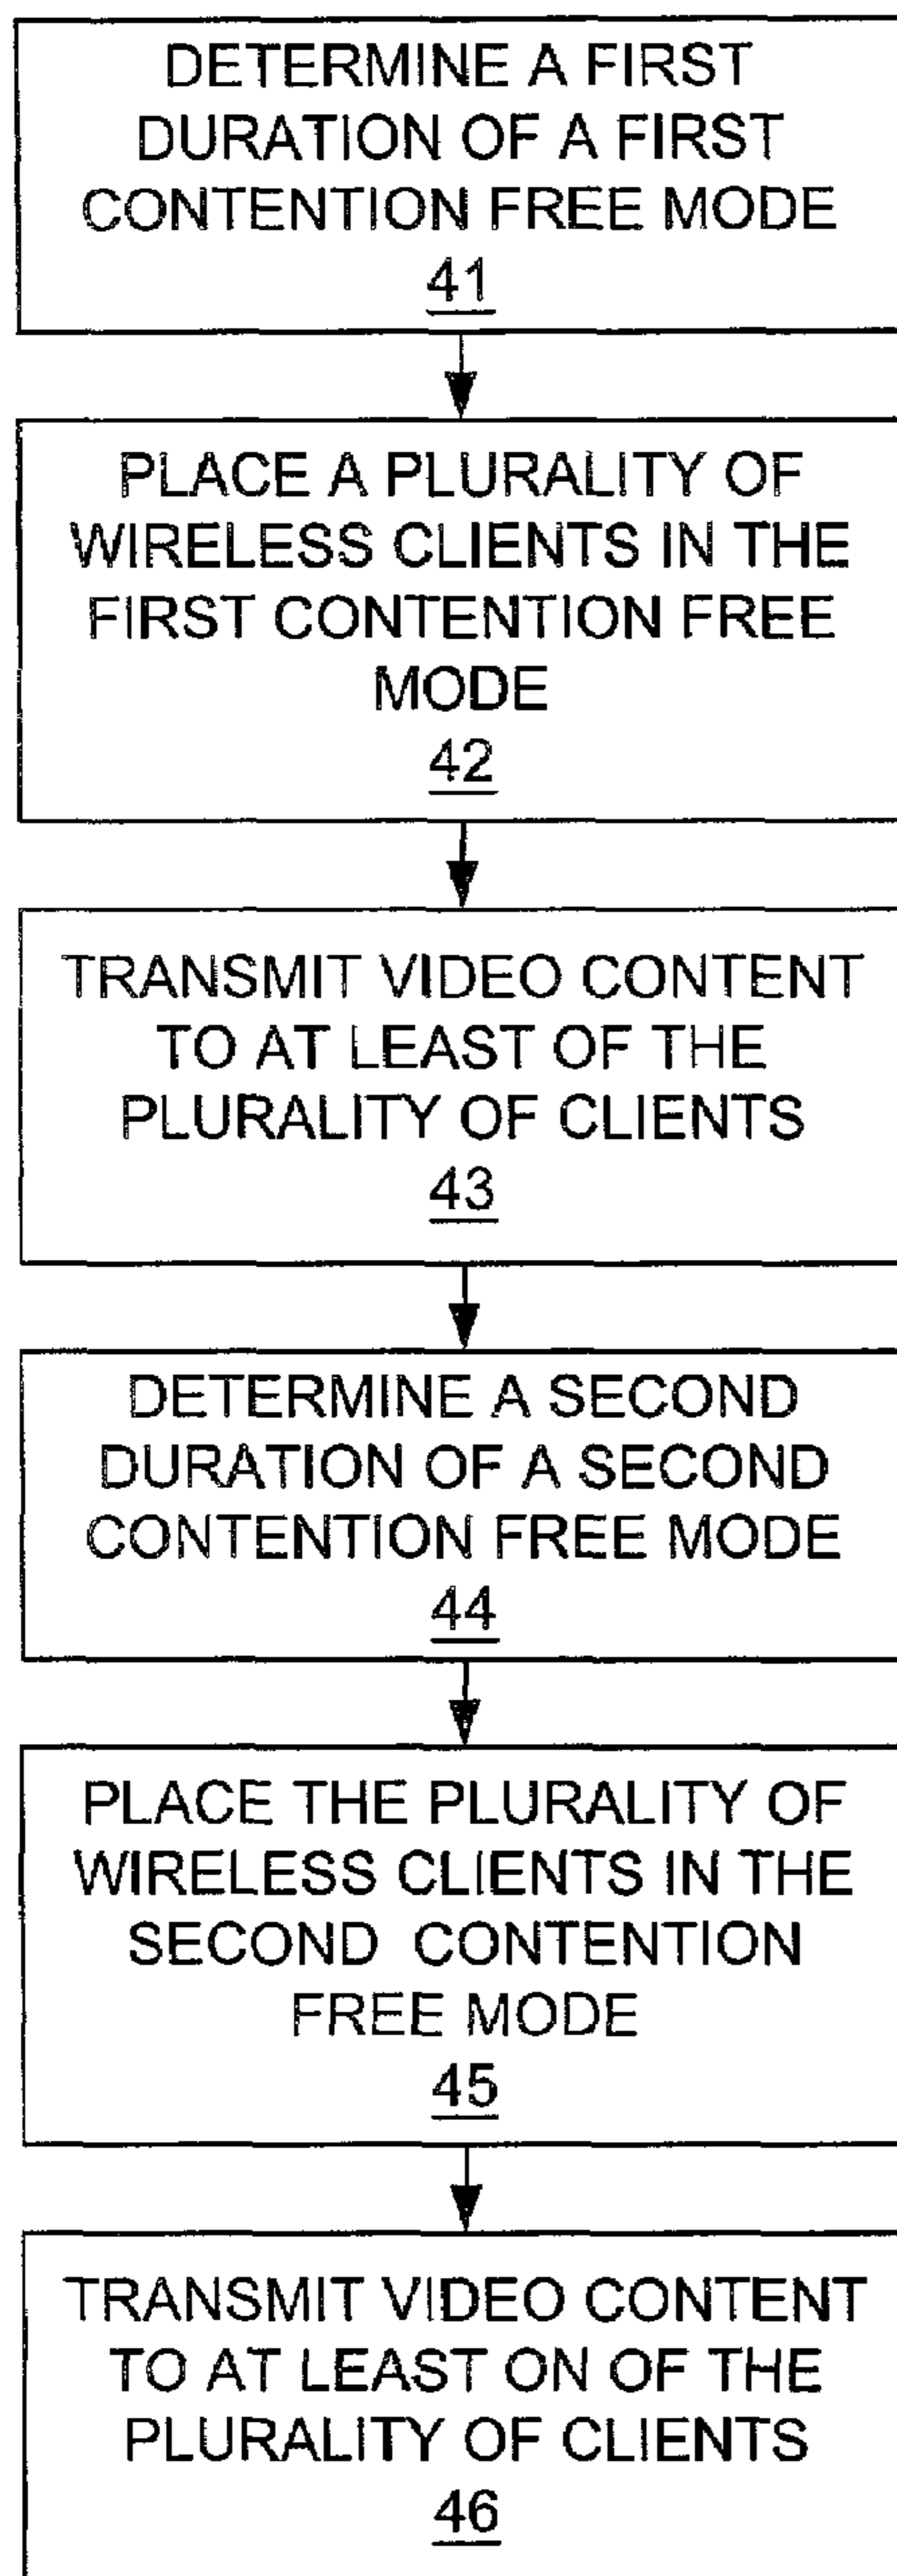 DETERMINE A FIRST
DURATION OF A FIRST
CONTENTION FREE MODE
41
PLACE A PLURALITY OF
WIRELESS CLIENTS IN THE
FIRST CONTENTION FREE
MODE
42
TRANSMIT VIDEO CONTENT
TO AT LEAST OF THE
PLURALITY OF CLIENTS
43
DETERMINE A SECOND
DURATION OF A SECOND
CONTENTION FREE MODE
44
PLACE THE PLURALITY OF
WIRELESS CLIENTS IN THE
SECOND CONTENTION
FREE MODE
45
TRANSMIT VIDEO CONTENT
TO AT LEAST ON OF THE
PLURALITY OF CLIENTS
46